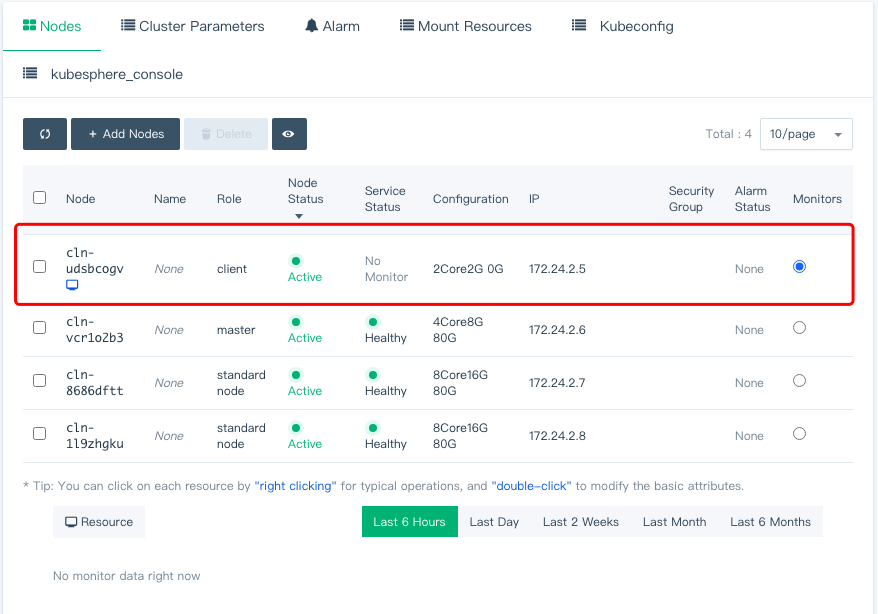 Nodes Cluster Parameters Alarm Mount Resources Kubeconfig
kubesphere_console
+ Add Nodes Delete Total : 4 10/page
Node Name Role Node Status Service Status Configuration IP Security Group Alarm Status Monitors
cln-udsbcogv None client Active No Monitor 2Core2G 0G 172.24.2.5 None
cln-vcr1o2b3 None master Active Healthy 4Core8G 80G 172.24.2.6 None
cln-8686dftt None standard node Active Healthy 8Core16G 80G 172.24.2.7 None
cln-1l9zhgku None standard node Active Healthy 8Core16G 80G 172.24.2.8 None
* Tip: You can click on each resource by "right clicking" for typical operations, and "double-click" to modify the basic attributes.
Resource Last 6 Hours Last Day Last 2 Weeks Last Month Last 6 Months
No monitor data right now